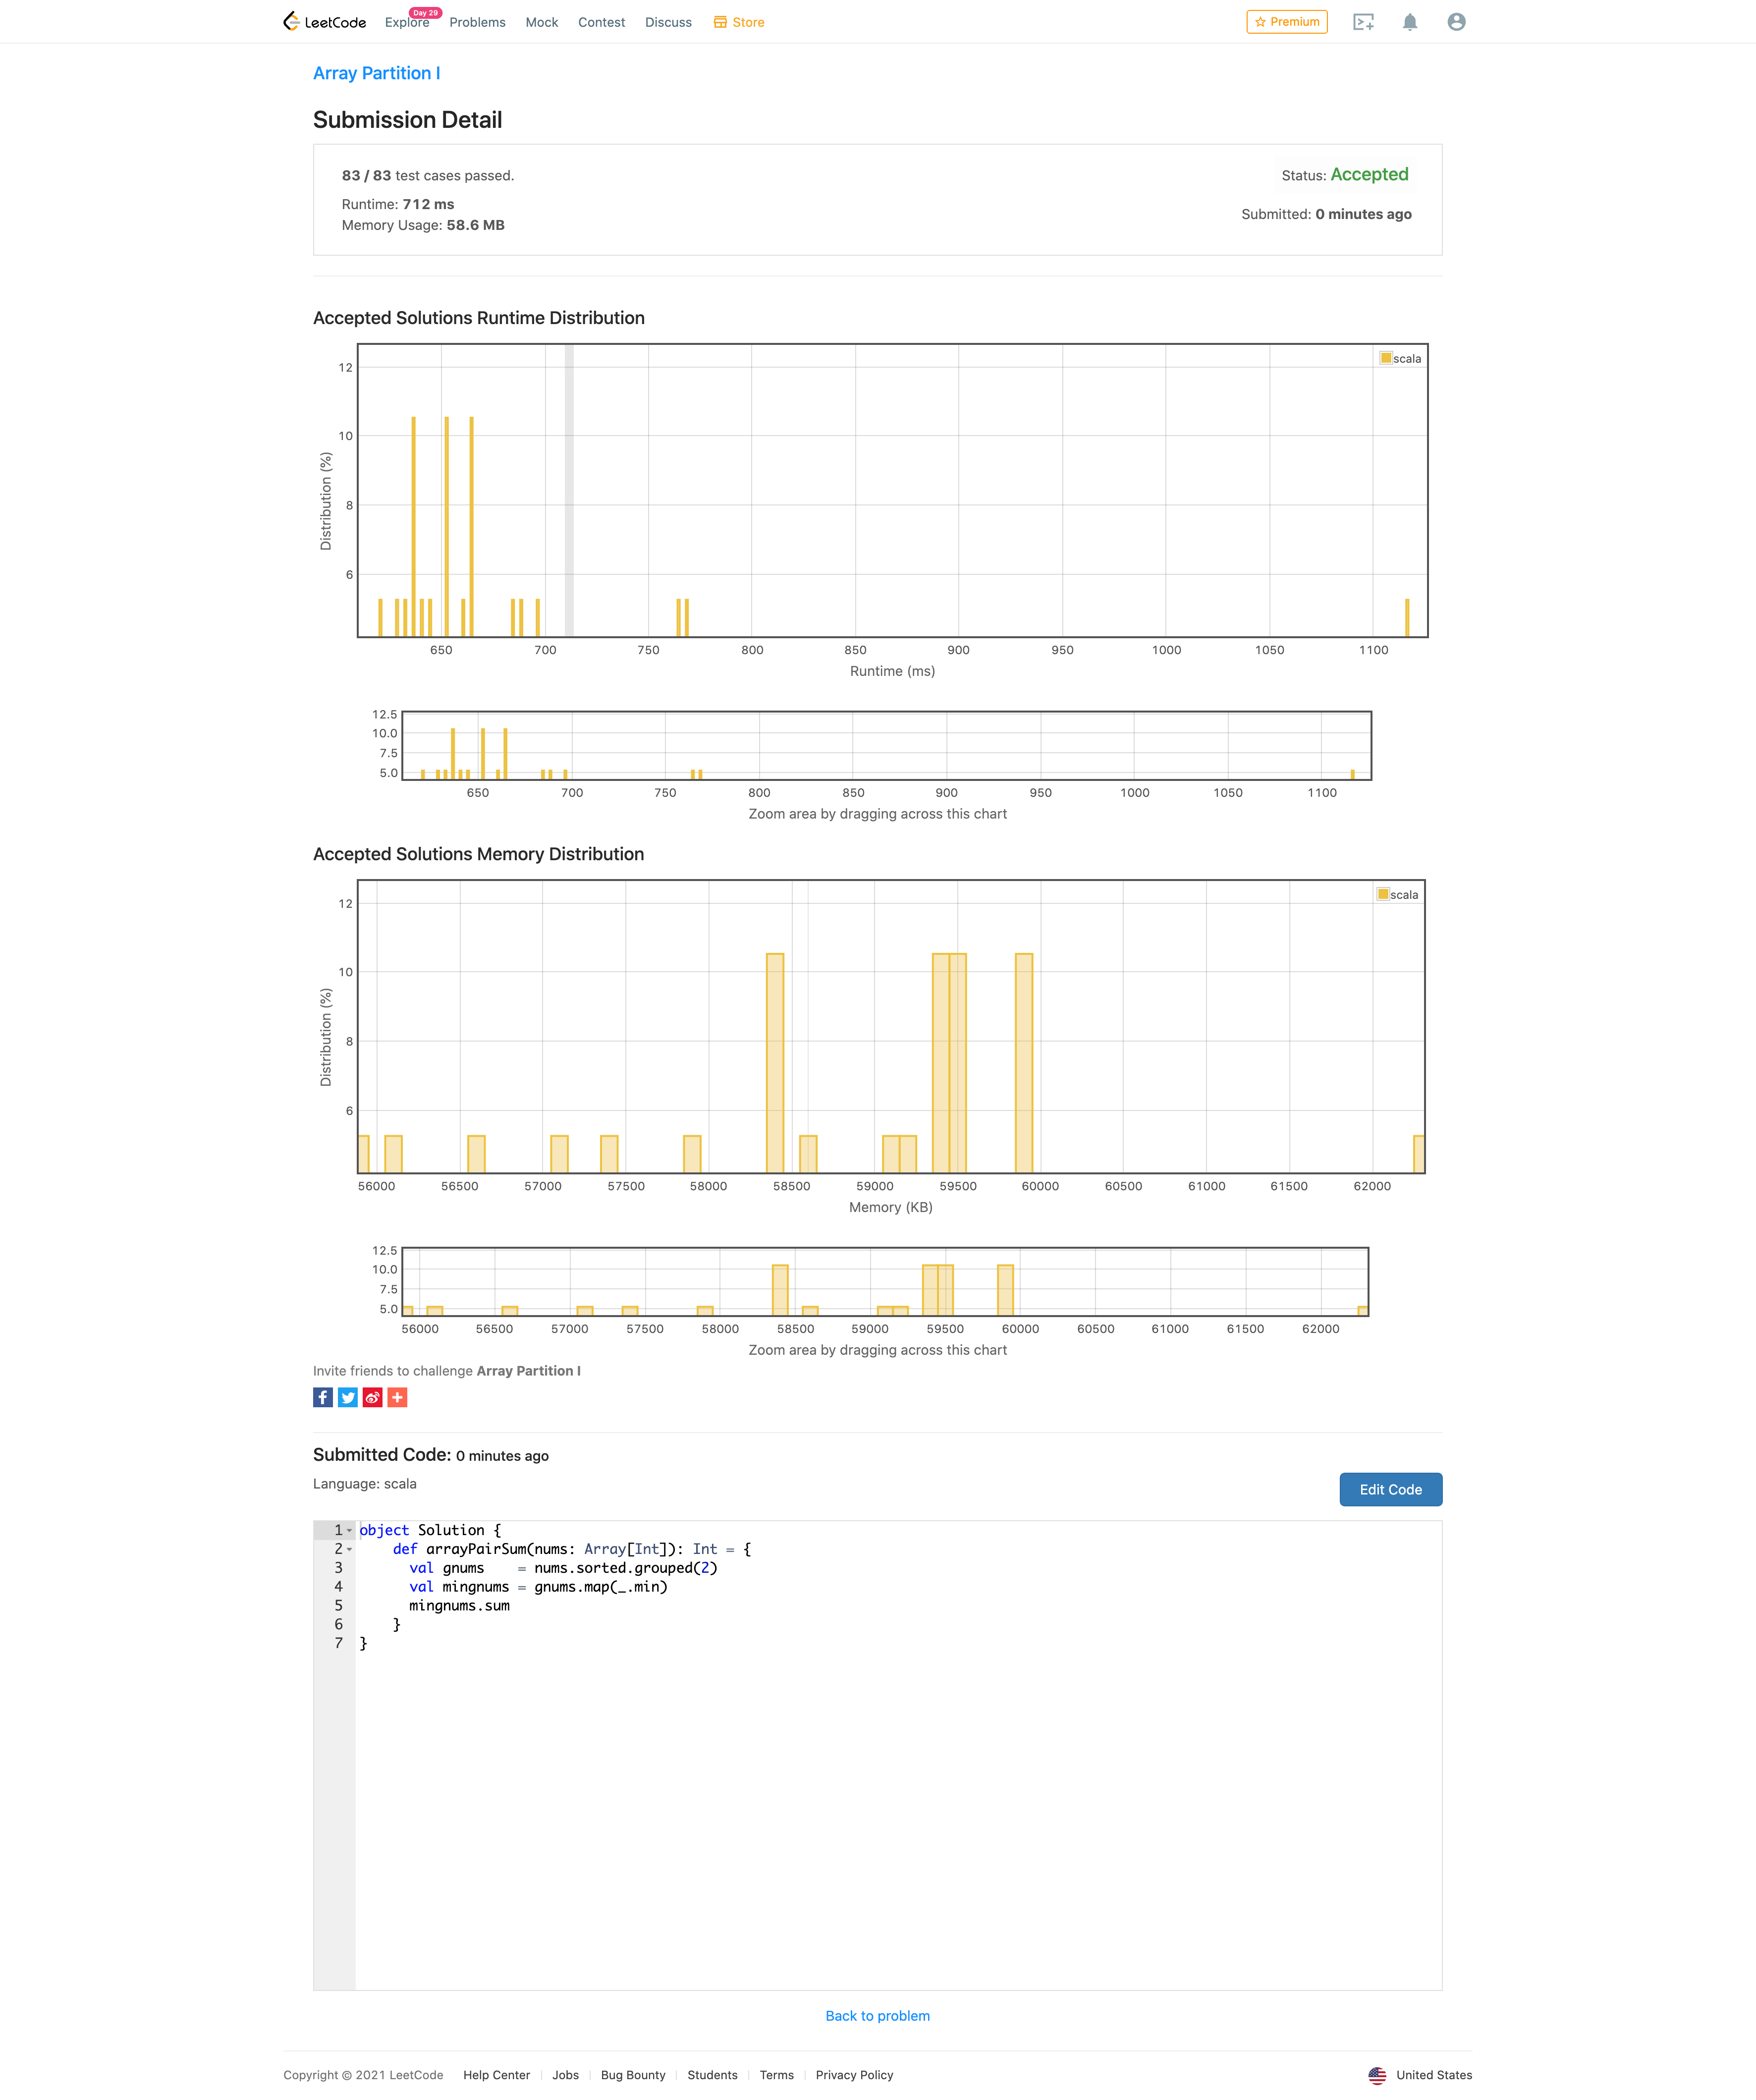 LeetCode Explore Day 29 Problems Mock Contest Discuss Store Premium
Array Partition I
Submission Detail
83 / 83 test cases passed.
Status: Accepted
Runtime: 712 ms
Submitted: 0 minutes ago
Memory Usage: 58.6 MB
Accepted Solutions Runtime Distribution
scala
12
10
8
6
Distribution (%)
650 700 750 800 850 900 950 1000 1050 1100
Runtime (ms)
12.5
10.0
7.5
5.0
650 700 750 800 850 900 950 1000 1050 1100
Zoom area by dragging across this chart
Accepted Solutions Memory Distribution
scala
12
10
8
6
Distribution (%)
56000 56500 57000 57500 58000 58500 59000 59500 60000 60500 61000 61500 62000
Memory (KB)
12.5
10.0
7.5
5.0
56000 56500 57000 57500 58000 58500 59000 59500 60000 60500 61000 61500 62000
Zoom area by dragging across this chart
Invite friends to challenge Array Partition I
Submitted Code: 0 minutes ago
Language: scala
Edit Code
1 object Solution {
2     def arrayPairSum(nums: Array[Int]): Int = {
3       val gnums    = nums.sorted.grouped(2)
4       val mingnums = gnums.map(_.min)
5       mingnums.sum
6     }
7 }
Back to problem
Copyright © 2021 LeetCode Help Center Jobs Bug Bounty Students Terms Privacy Policy United States